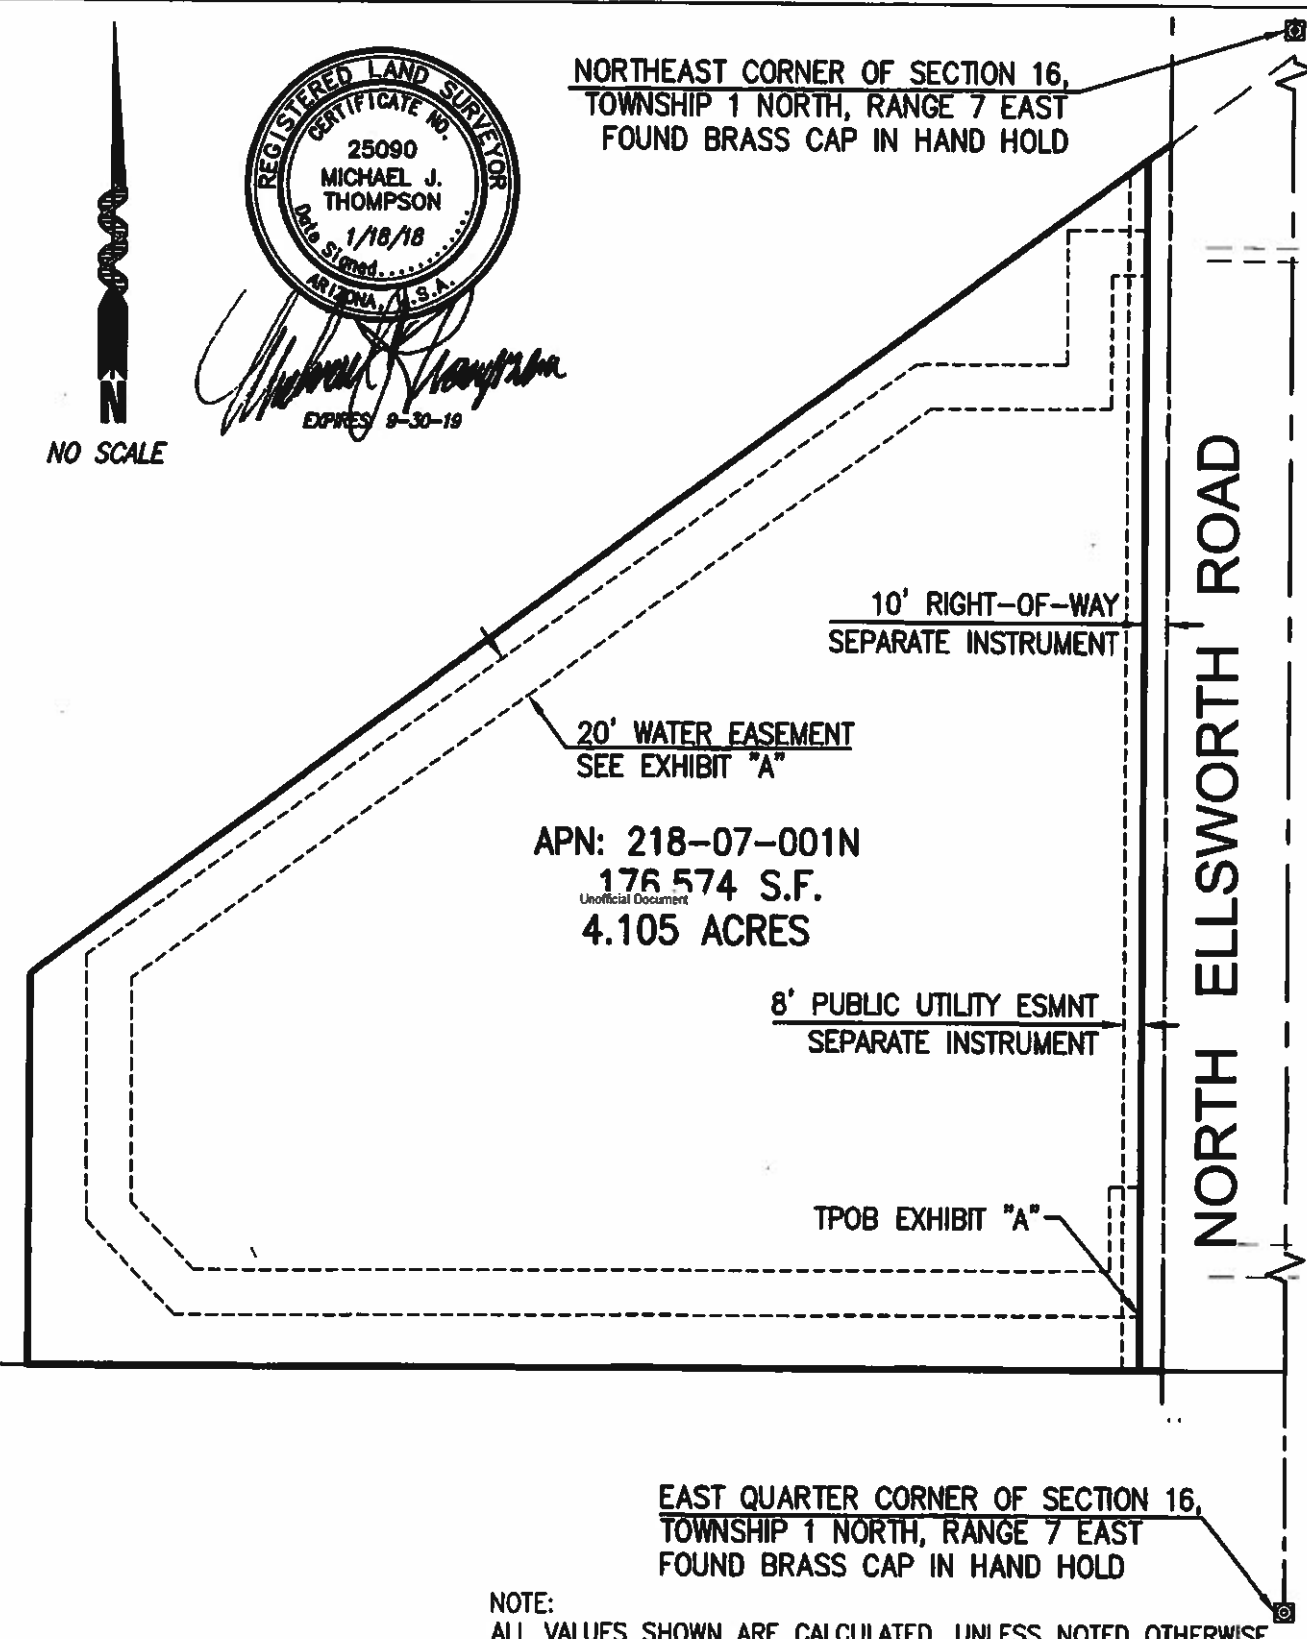 REGISTERED LAND SURVEYOR
CERTIFICATE NO.
25090
MICHAEL J.
THOMPSON
1/18/18
Date Signed..........
ARIZONA, U.S.A.
Michael J Thompson
EXPIRES 9-30-19
N
NO SCALE
NORTHEAST CORNER OF SECTION 16,
TOWNSHIP 1 NORTH, RANGE 7 EAST
FOUND BRASS CAP IN HAND HOLD
10' RIGHT-OF-WAY
SEPARATE INSTRUMENT
NORTH ELLSWORTH ROAD
20' WATER EASEMENT
SEE EXHIBIT "A"
APN: 218-07-001N
176,574 S.F.
Unofficial Document
4.105 ACRES
8' PUBLIC UTILITY ESMNT
SEPARATE INSTRUMENT
TPOB EXHIBIT "A"
EAST QUARTER CORNER OF SECTION 16,
TOWNSHIP 1 NORTH, RANGE 7 EAST
FOUND BRASS CAP IN HAND HOLD
NOTE:
ALL VALUES SHOWN ARE CALCULATED UNLESS NOTED OTHERWISE